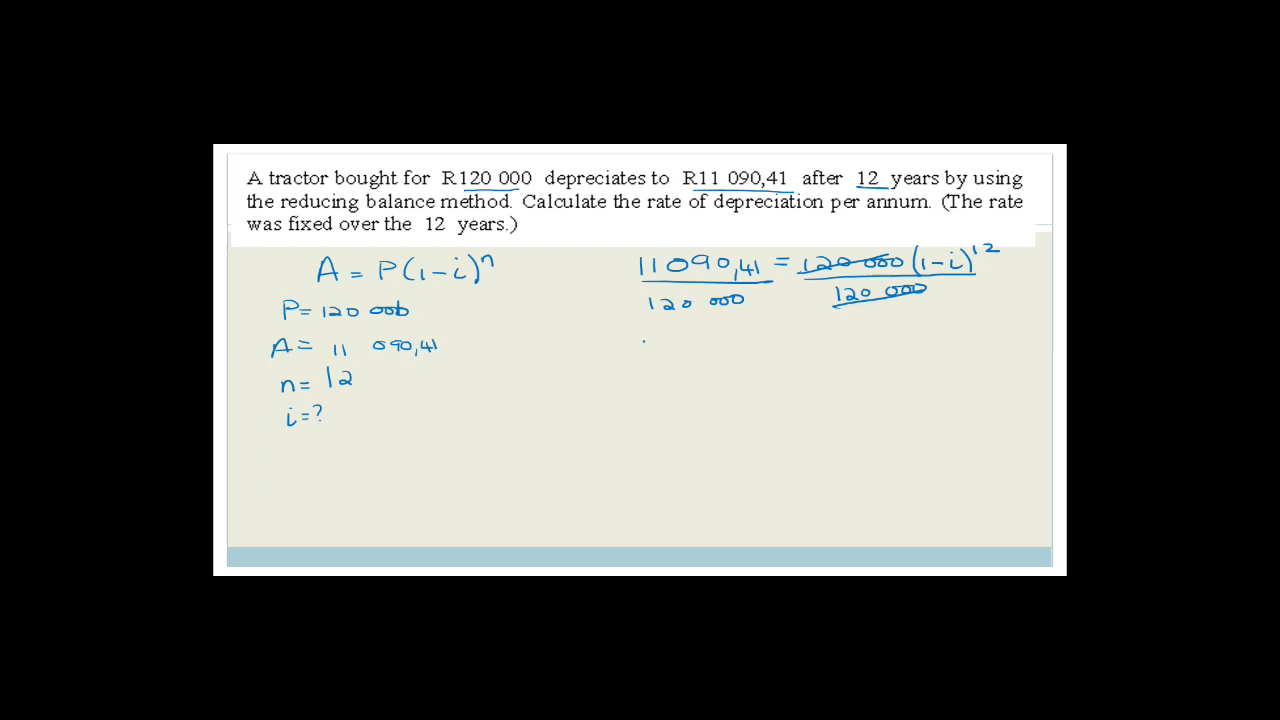 A tractor bought for R120 000 depreciates to R11 090,41 after 12 years by using
the reducing balance method. Calculate the rate of depreciation per annum. (The rate
was fixed over the 12 years.)
A = P(1-i)^n
P = 120 000
A = 11 090,41
n = 12
i = ?
11090,41 = 120 000 (1-i)^12
120 000 120 000